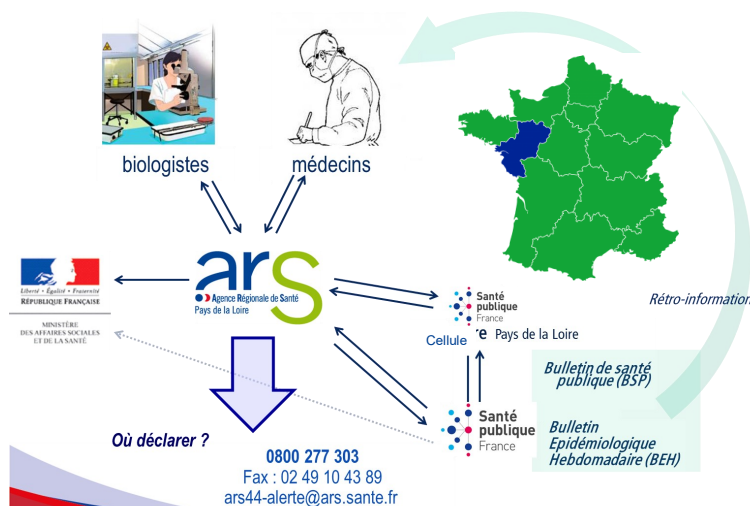 biologistes
médecins
ars
Agence Régionale de Santé
Pays de la Loire
Liberté • Égalité • Fraternité
RÉPUBLIQUE FRANÇAISE
MINISTÈRE
DES AFFAIRES SOCIALES
ET DE LA SANTÉ
Santé
publique
France
Cellule
re Pays de la Loire
Rétro-information
Bulletin de santé
publique (BSP)
Santé
publique
France
Bulletin
Epidémiologique
Hebdomadaire (BEH)
Où déclarer ?
0800 277 303
Fax : 02 49 10 43 89
ars44-alerte@ars.sante.fr